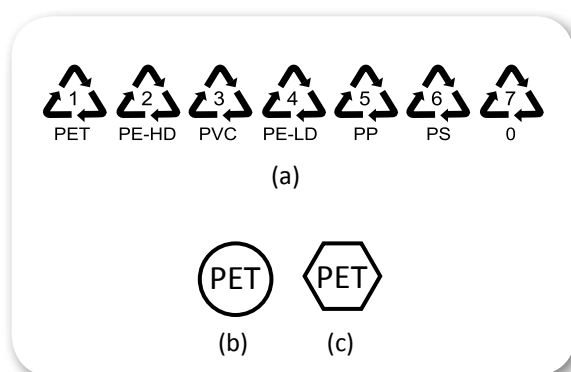 1 2 3 4 5 6 7
PET PE-HD PVC PE-LD PP PS 0
(a)
PET PET
(b) (c)